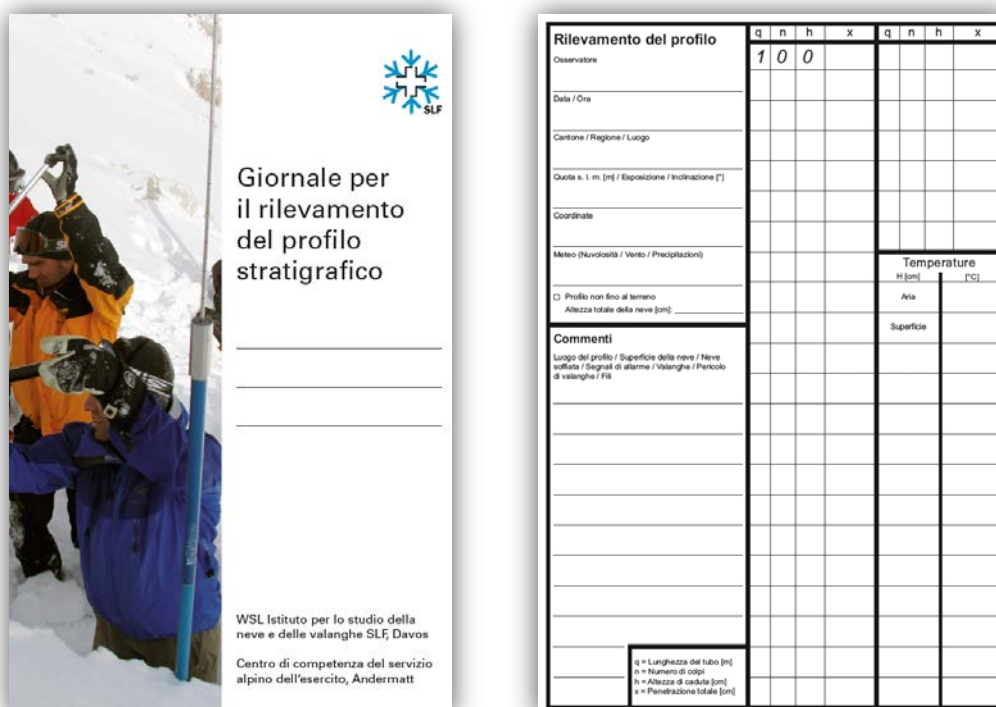 SLF
Giornale per
il rilevamento
del profilo
stratigrafico
WSL Istituto per lo studio della
neve e delle valanghe SLF, Davos
Centro di competenza del servizio
alpino dell'esercito, Andermatt
Rilevamento del profilo
Osservatore
Data / Ora
Cantone / Regione / Luogo
Quota s. l. m. [m] / Esposizione / Inclinazione [°]
Coordinate
Meteo (Nuvolosità / Vento / Precipitazioni)
Profilo non fino al terreno
Altezza totale della neve [cm]:
Commenti
Luogo del profilo / Superficie della neve / Neve
soffiata / Segnali di allarme / Valanghe / Pericolo
di valanghe / Fili
q = Lunghezza del tubo [m]
n = Numero di colpi
h = Altezza di caduta [cm]
x = Penetrazione totale [cm]
q n h x q n h x
1 0 0
Temperature
H [cm] [°C]
Aria
Superficie